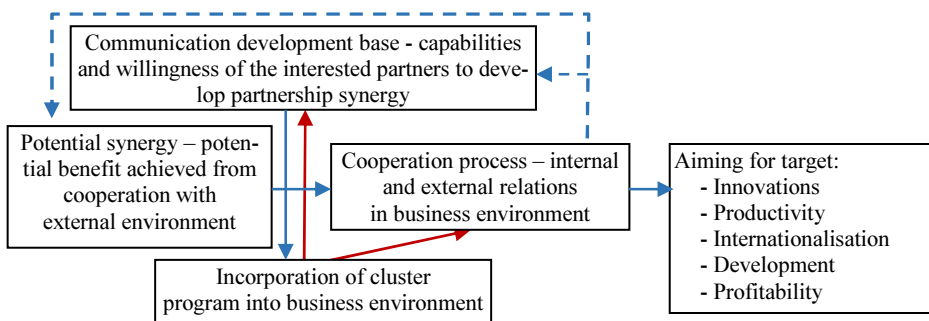 Communication development base - capabilities
and willingness of the interested partners to deve-
lop partnership synergy
Potential synergy – poten-
tial benefit achieved from
cooperation with
external environment
Cooperation process – internal
and external relations
in business environment
Aiming for target:
- Innovations
- Productivity
- Internationalisation
- Development
- Profitability
Incorporation of cluster
program into business environment